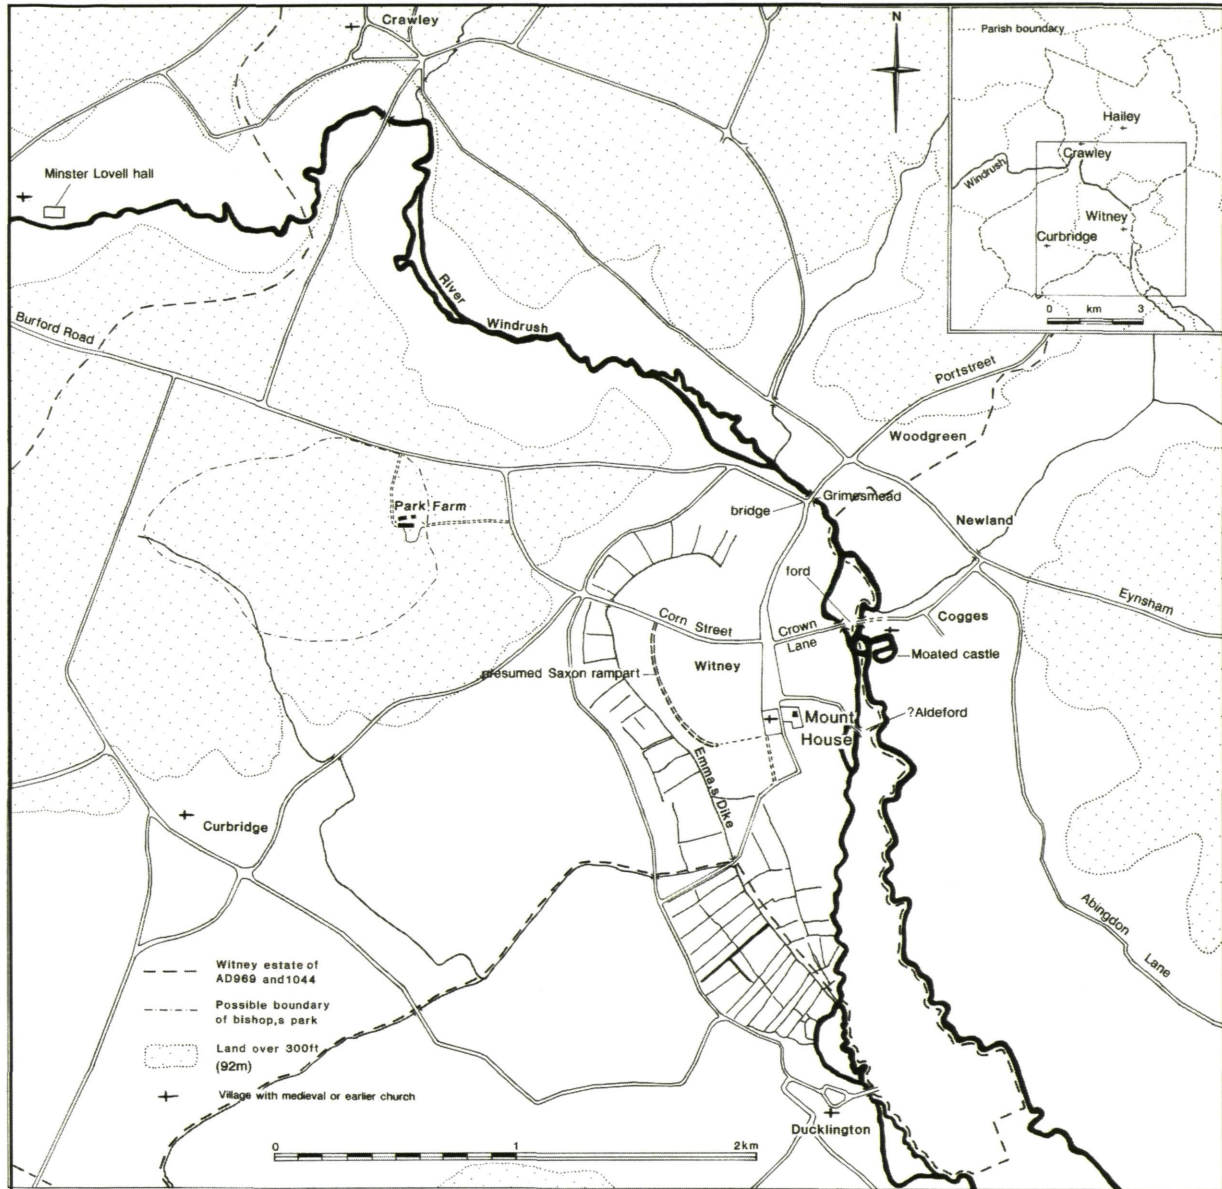 Crawley
N
Parish boundary
Hailey
Crawley
Windrush
Witney
Curbridge
0 km 3
Minster Lovell hall
River
Windrush
Burford Road
Portstreet
Woodgreen
Park Farm
Grimesmead
bridge
Newland
ford
Eynsham
Corn Street
Crown
Lane
Cogges
Witney
Moated castle
presumed Saxon rampart
?Aldeford
Mount
House
Emma,s Dike
Curbridge
Abingdon
Lane
Witney estate of
AD969 and 1044
Possible boundary
of bishop,s park
Land over 300ft
(92m)
Village with medieval or earlier church
Ducklington
0 1 2km